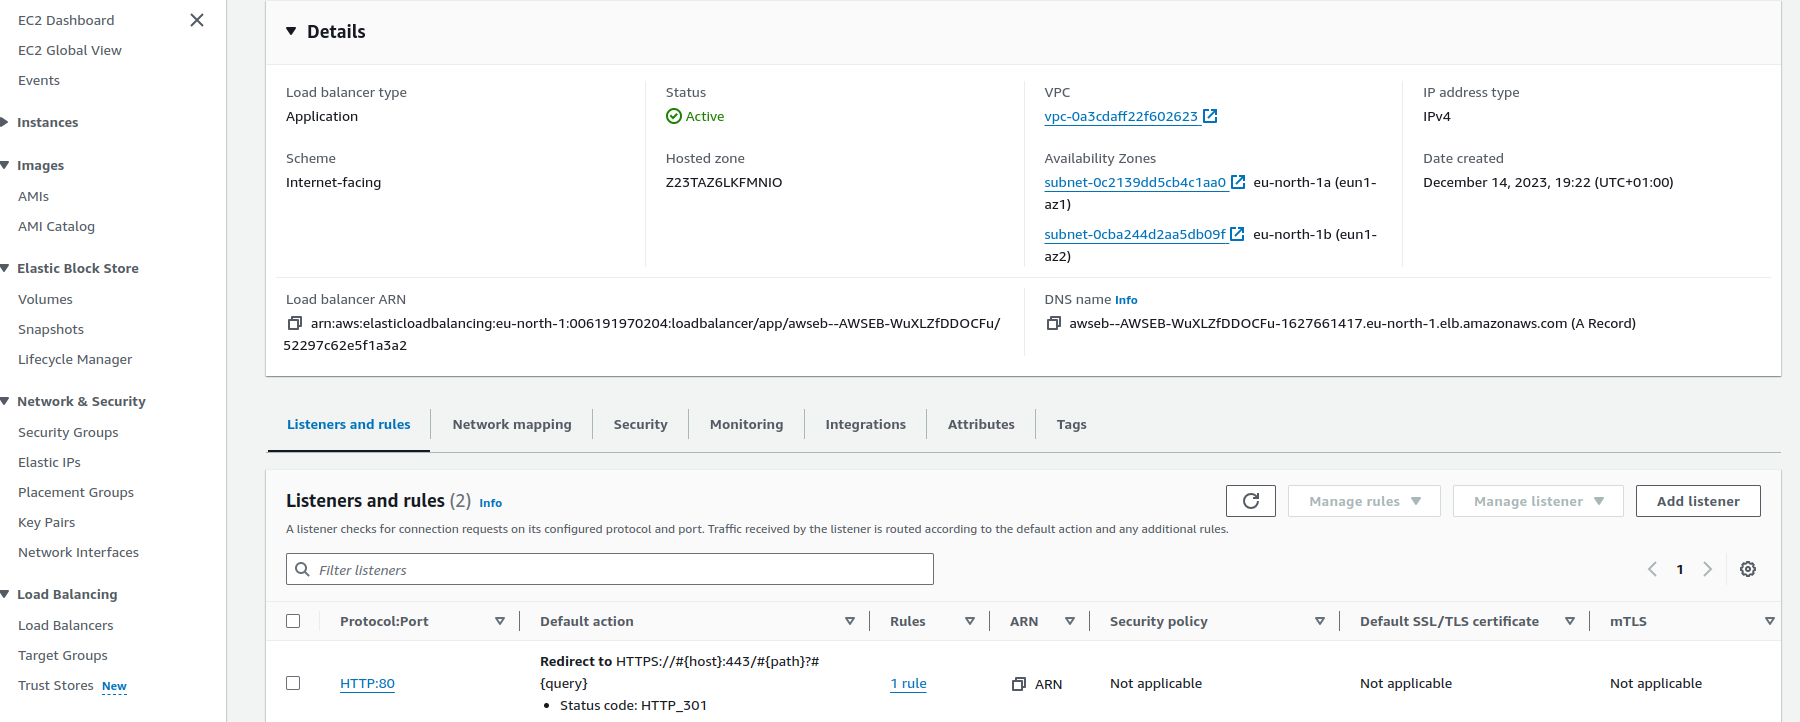 EC2 Dashboard
EC2 Global View
Events
Instances
Images
AMIs
AMI Catalog
Elastic Block Store
Volumes
Snapshots
Lifecycle Manager
Network & Security
Security Groups
Elastic IPs
Placement Groups
Key Pairs
Network Interfaces
Load Balancing
Load Balancers
Target Groups
Trust Stores New
Details
Load balancer type
Application
Status
Active
VPC
vpc-0a3cdaff22f602623
IP address type
IPv4
Scheme
Internet-facing
Hosted zone
Z23TAZ6LKFMNIO
Availability Zones
subnet-0c2139dd5cb4c1aa0 eu-north-1a (eun1-
az1)
subnet-0cba244d2aa5db09f eu-north-1b (eun1-
az2)
Date created
December 14, 2023, 19:22 (UTC+01:00)
Load balancer ARN
arn:aws:elasticloadbalancing:eu-north-1:006191970204:loadbalancer/app/awseb--AWSEB-WuXLZfDDOCFu/
52297c62e5f1a3a2
DNS name Info
awseb--AWSEB-WuXLZfDDOCFu-1627661417.eu-north-1.elb.amazonaws.com (A Record)
Listeners and rules Network mapping Security Monitoring Integrations Attributes Tags
Listeners and rules (2) Info
Manage rules Manage listener Add listener
A listener checks for connection requests on its configured protocol and port. Traffic received by the listener is routed according to the default action and any additional rules.
Filter listeners
1
Protocol:Port Default action Rules ARN Security policy Default SSL/TLS certificate mTLS
HTTP:80
Redirect to HTTPS://#{host}:443/#{path}?#
{query}
• Status code: HTTP_301
1 rule
ARN
Not applicable
Not applicable
Not applicable